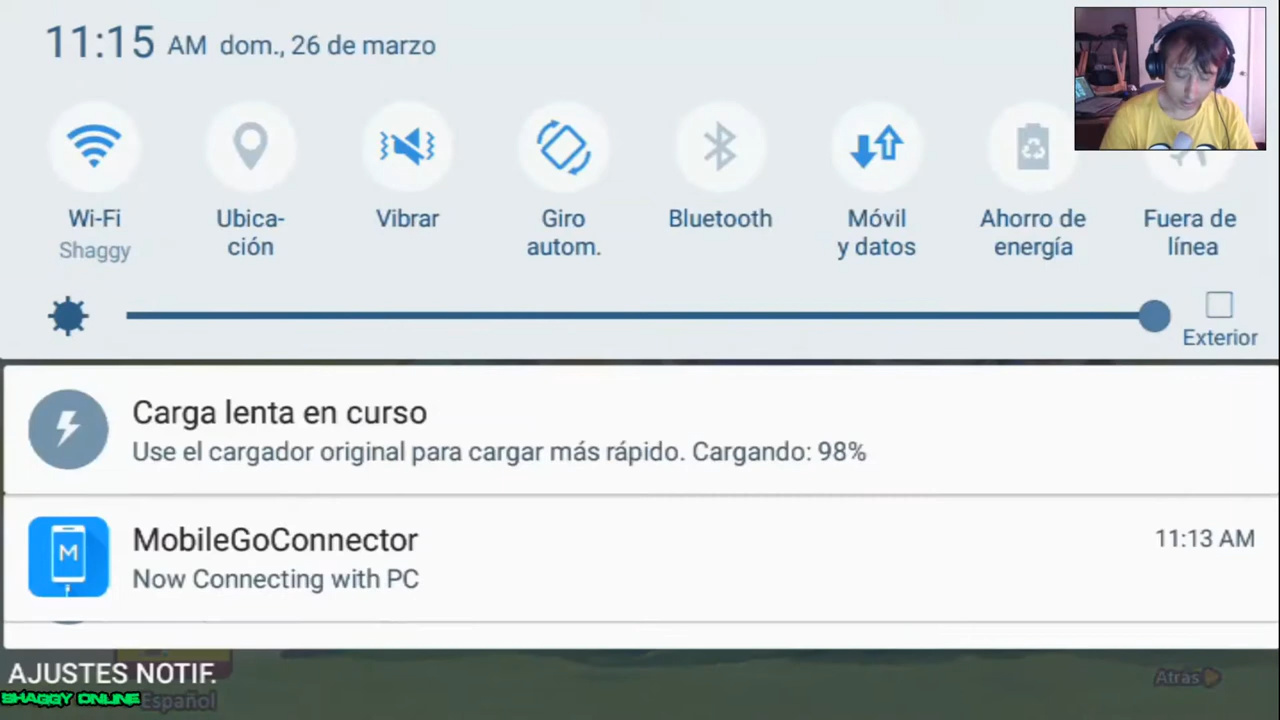 11:15 AM dom., 26 de marzo
Wi-Fi
Shaggy
Ubica-
ción
Vibrar
Giro
autom.
Bluetooth
Móvil
y datos
Ahorro de
energía
Fuera de
línea
Exterior
Carga lenta en curso
Use el cargador original para cargar más rápido. Cargando: 98%
MobileGoConnector
11:13 AM
Now Connecting with PC
M
AJUSTES NOTIF.
SHAGGY ONLINE
Español
Atrás